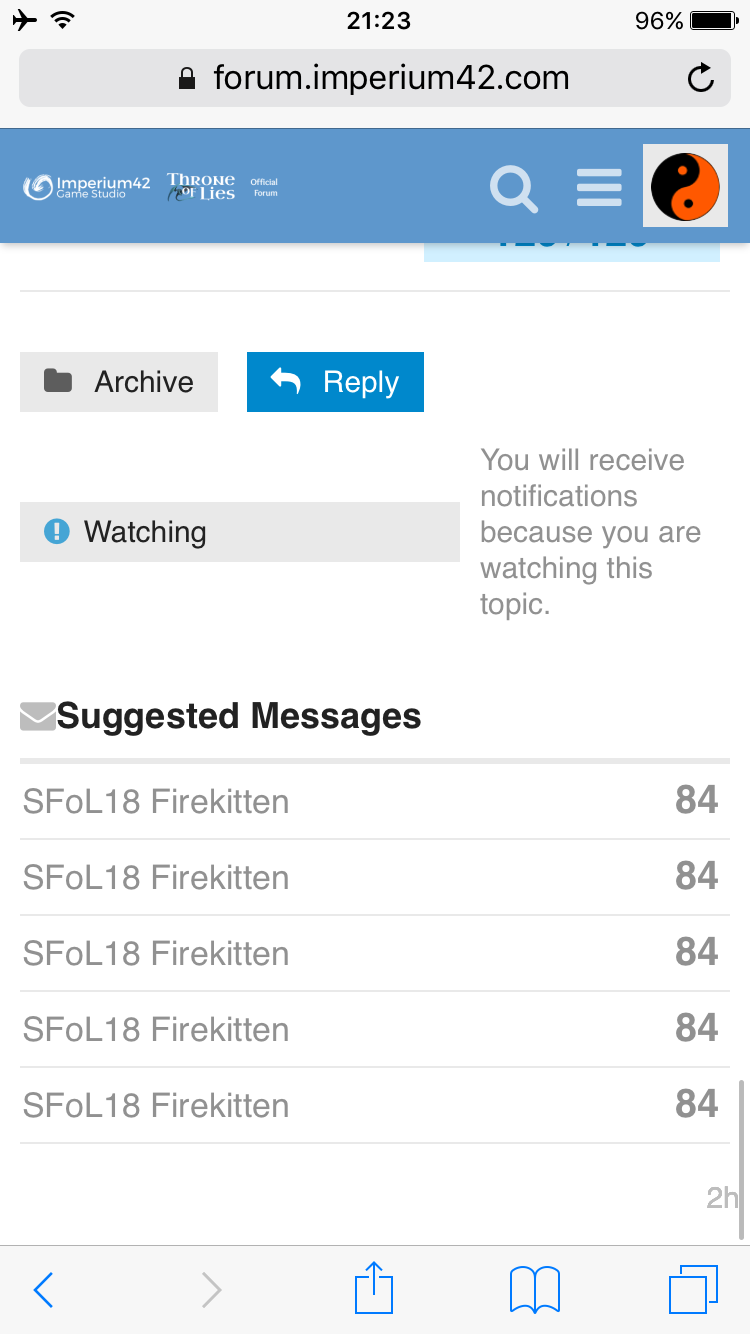 21:23
96%
forum.imperium42.com
Imperium42
Game Studio
THRONE
OF LIES
Official
Forum
Archive
Reply
You will receive
notifications
because you are
watching this
topic.
Watching
Suggested Messages
SFoL18 Firekitten 84
SFoL18 Firekitten 84
SFoL18 Firekitten 84
SFoL18 Firekitten 84
SFoL18 Firekitten 84
2h